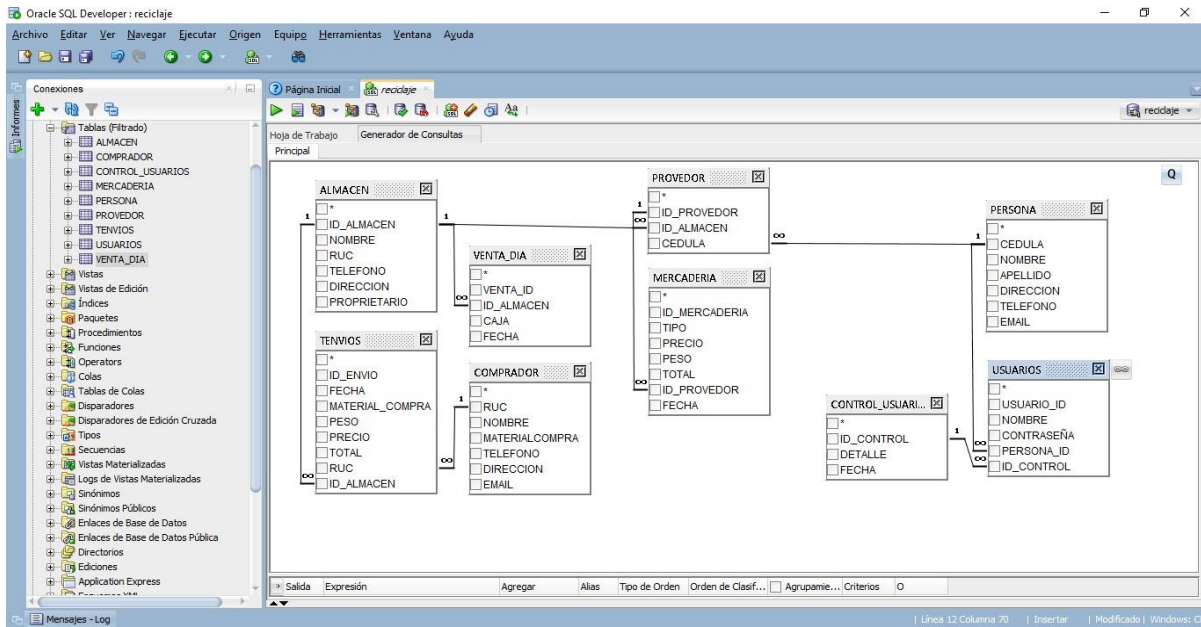 Oracle SQL Developer : reciclaje
Archivo Editar Ver Navegar Ejecutar Origen Equipo Herramientas Ventana Ayuda
Informes
Conexiones
Tablas (Filtrado)
ALMACEN
COMPRADOR
CONTROL_USUARIOS
MERCADERIA
PERSONA
PROVEDOR
TENVIOS
USUARIOS
VENTA_DIA
Vistas
Vistas de Edición
Índices
Paquetes
Procedimientos
Funciones
Operators
Colas
Tablas de Colas
Disparadores
Disparadores de Edición Cruzada
Tipos
Secuencias
Vistas Materializadas
Logs de Vistas Materializadas
Sinónimos
Sinónimos Públicos
Enlaces de Base de Datos
Enlaces de Base de Datos Pública
Directorios
Ediciones
Application Express
Página Inicial
reciclaje
reciclaje
Hoja de Trabajo Generador de Consultas
Principal
Q
ALMACEN
*
ID_ALMACEN
NOMBRE
RUC
TELEFONO
DIRECCION
PROPRIETARIO
1
1
VENTA_DIA
*
VENTA_ID
ID_ALMACEN
CAJA
FECHA
∞
TENVIOS
*
ID_ENVIO
FECHA
MATERIAL_COMPRA
PESO
PRECIO
TOTAL
RUC
ID_ALMACEN
∞
∞
COMPRADOR
*
RUC
NOMBRE
MATERIALCOMPRA
TELEFONO
DIRECCION
EMAIL
1
PROVEDOR
*
ID_PROVEDOR
ID_ALMACEN
CEDULA
1
∞
∞
MERCADERIA
*
ID_MERCADERIA
TIPO
PRECIO
PESO
TOTAL
ID_PROVEDOR
FECHA
∞
PERSONA
*
CEDULA
NOMBRE
APELLIDO
DIRECCION
TELEFONO
EMAIL
1
CONTROL_USUARI...
*
ID_CONTROL
DETALLE
FECHA
1
USUARIOS
*
USUARIO_ID
NOMBRE
CONTRASEÑA
PERSONA_ID
ID_CONTROL
∞
∞
Salida Expresión Agregar Alias Tipo de Orden Orden de Clasif... Agrupamie... Criterios O
Mensajes - Log
Línea 12 Columna 70 | Insertar | Modificado | Windows: C